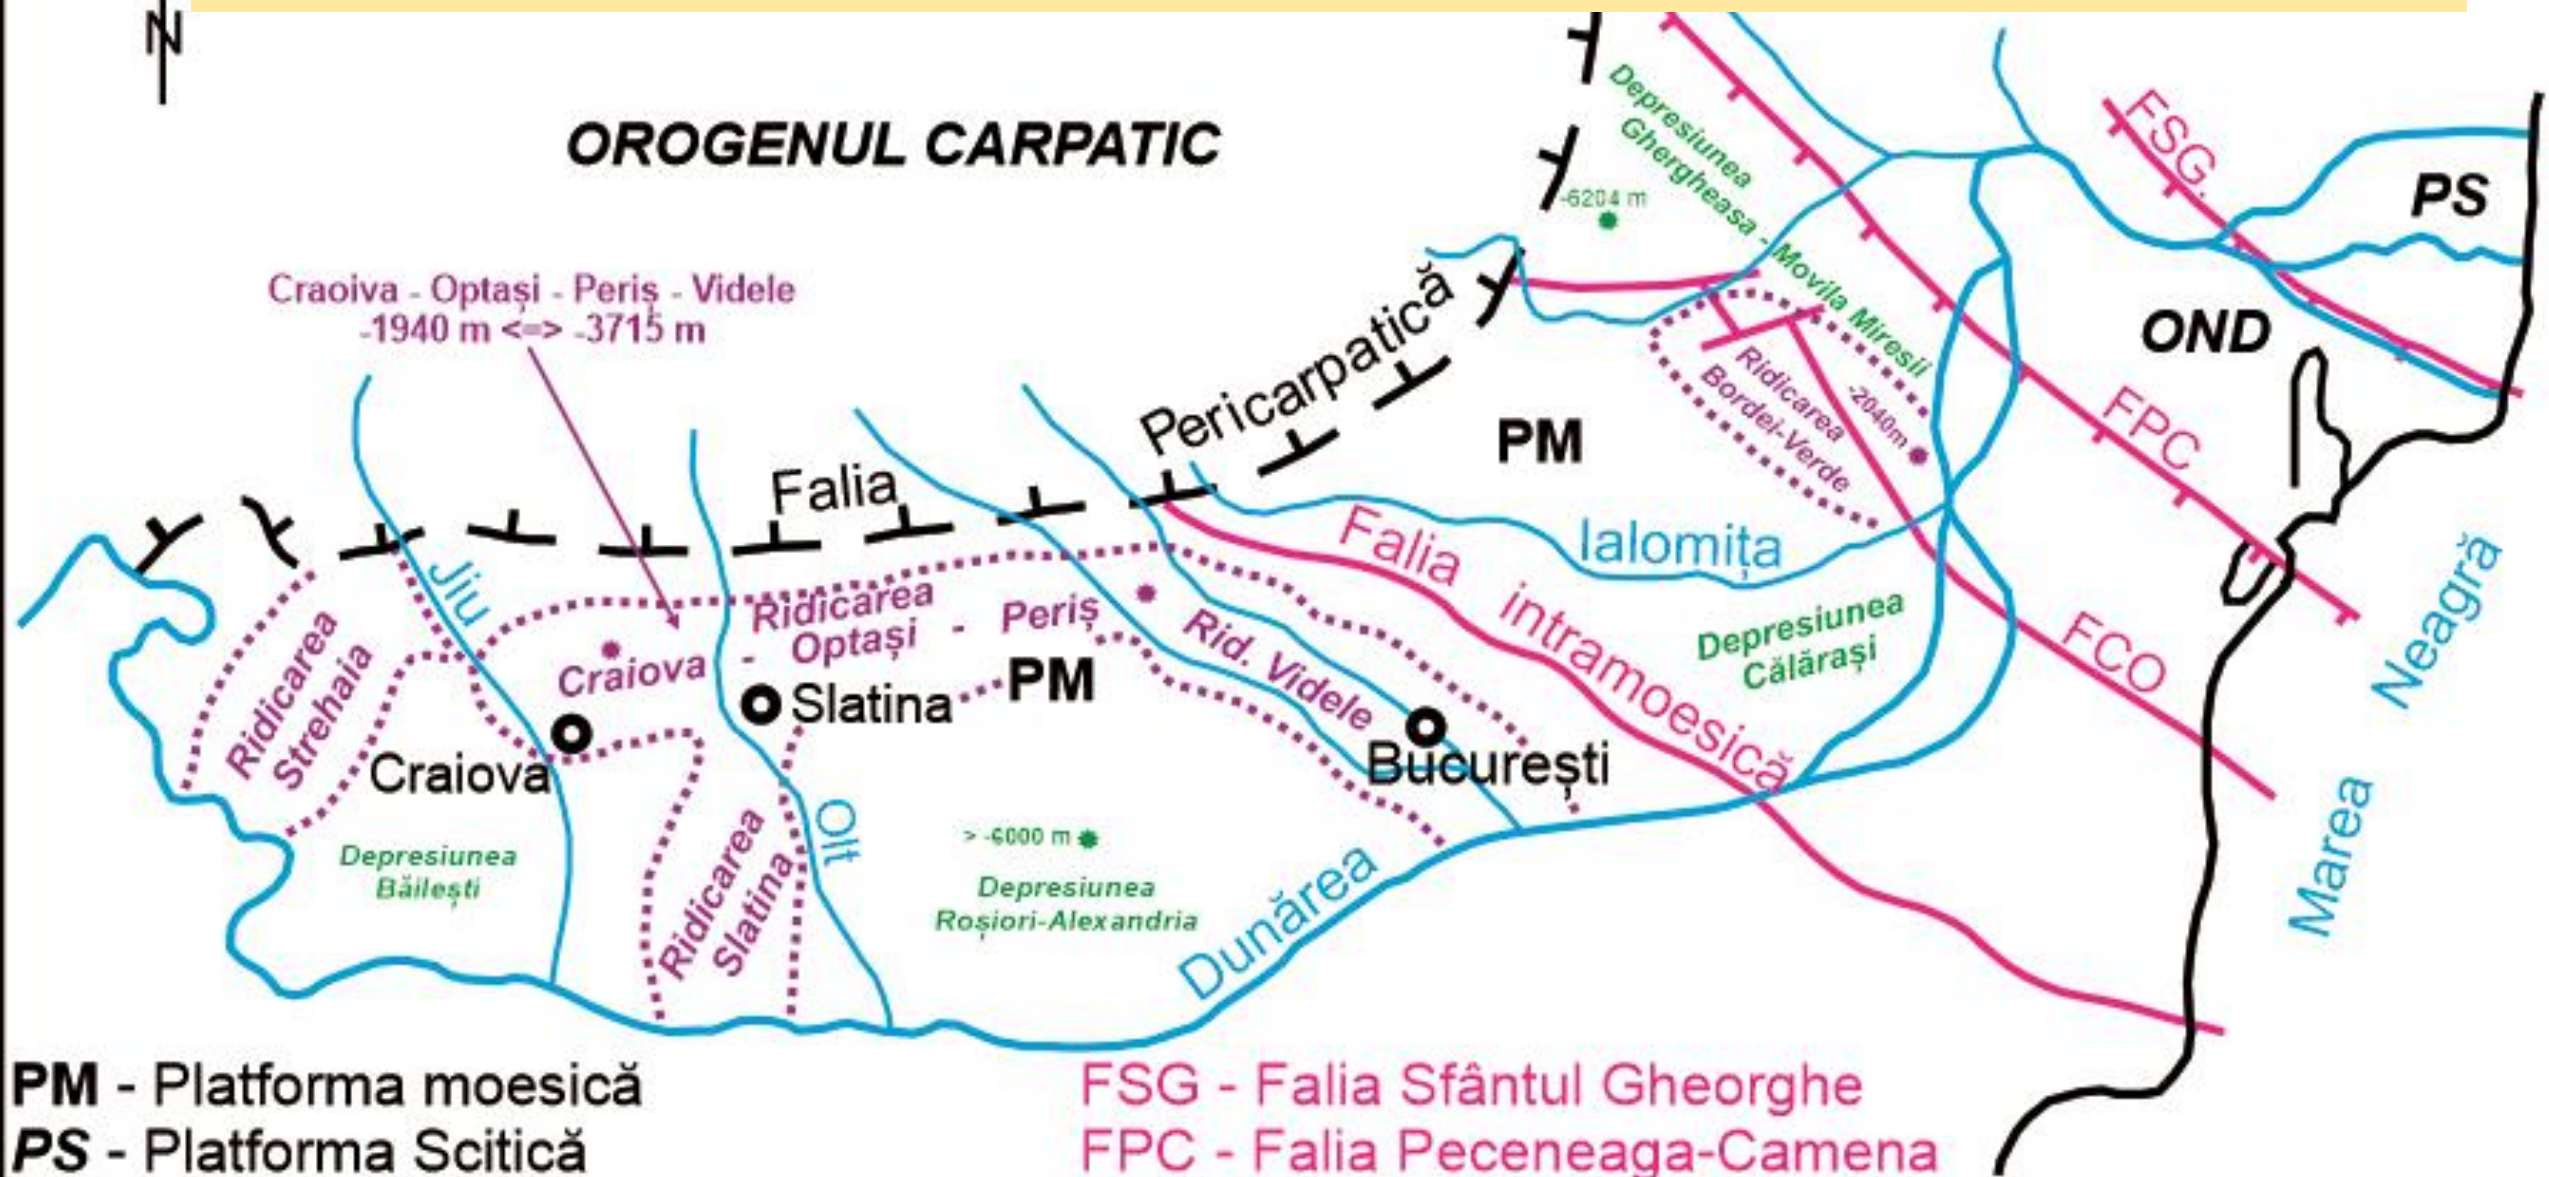 N
OROGENUL CARPATIC
Craoiva - Optași - Periș - Videle
-1940 m <=> -3715 m
Depresiunea
Ghergheasa - Movila Miresii
-6204 m
FSG.
PS
OND
FPC
FCO
Falia Pericarpatică
PM
Ridicarea
Bordei-Verde
-2040m
Ialomița
Falia intramoesică
Depresiunea
Călărași
Jiu
Ridicarea
Strehaia
Ridicarea
Craiova - Optași - Periș
Rid. Videle
PM
Slatina
Craiova
București
Olt
Ridicarea
Slatina
Depresiunea
Băilești
> -6000 m
Depresiunea
Roșiori-Alexandria
Dunărea
Marea Neagră
PM - Platforma moesică
PS - Platforma Scitică
FSG - Falia Sfântul Gheorghe
FPC - Falia Peceneaga-Camena